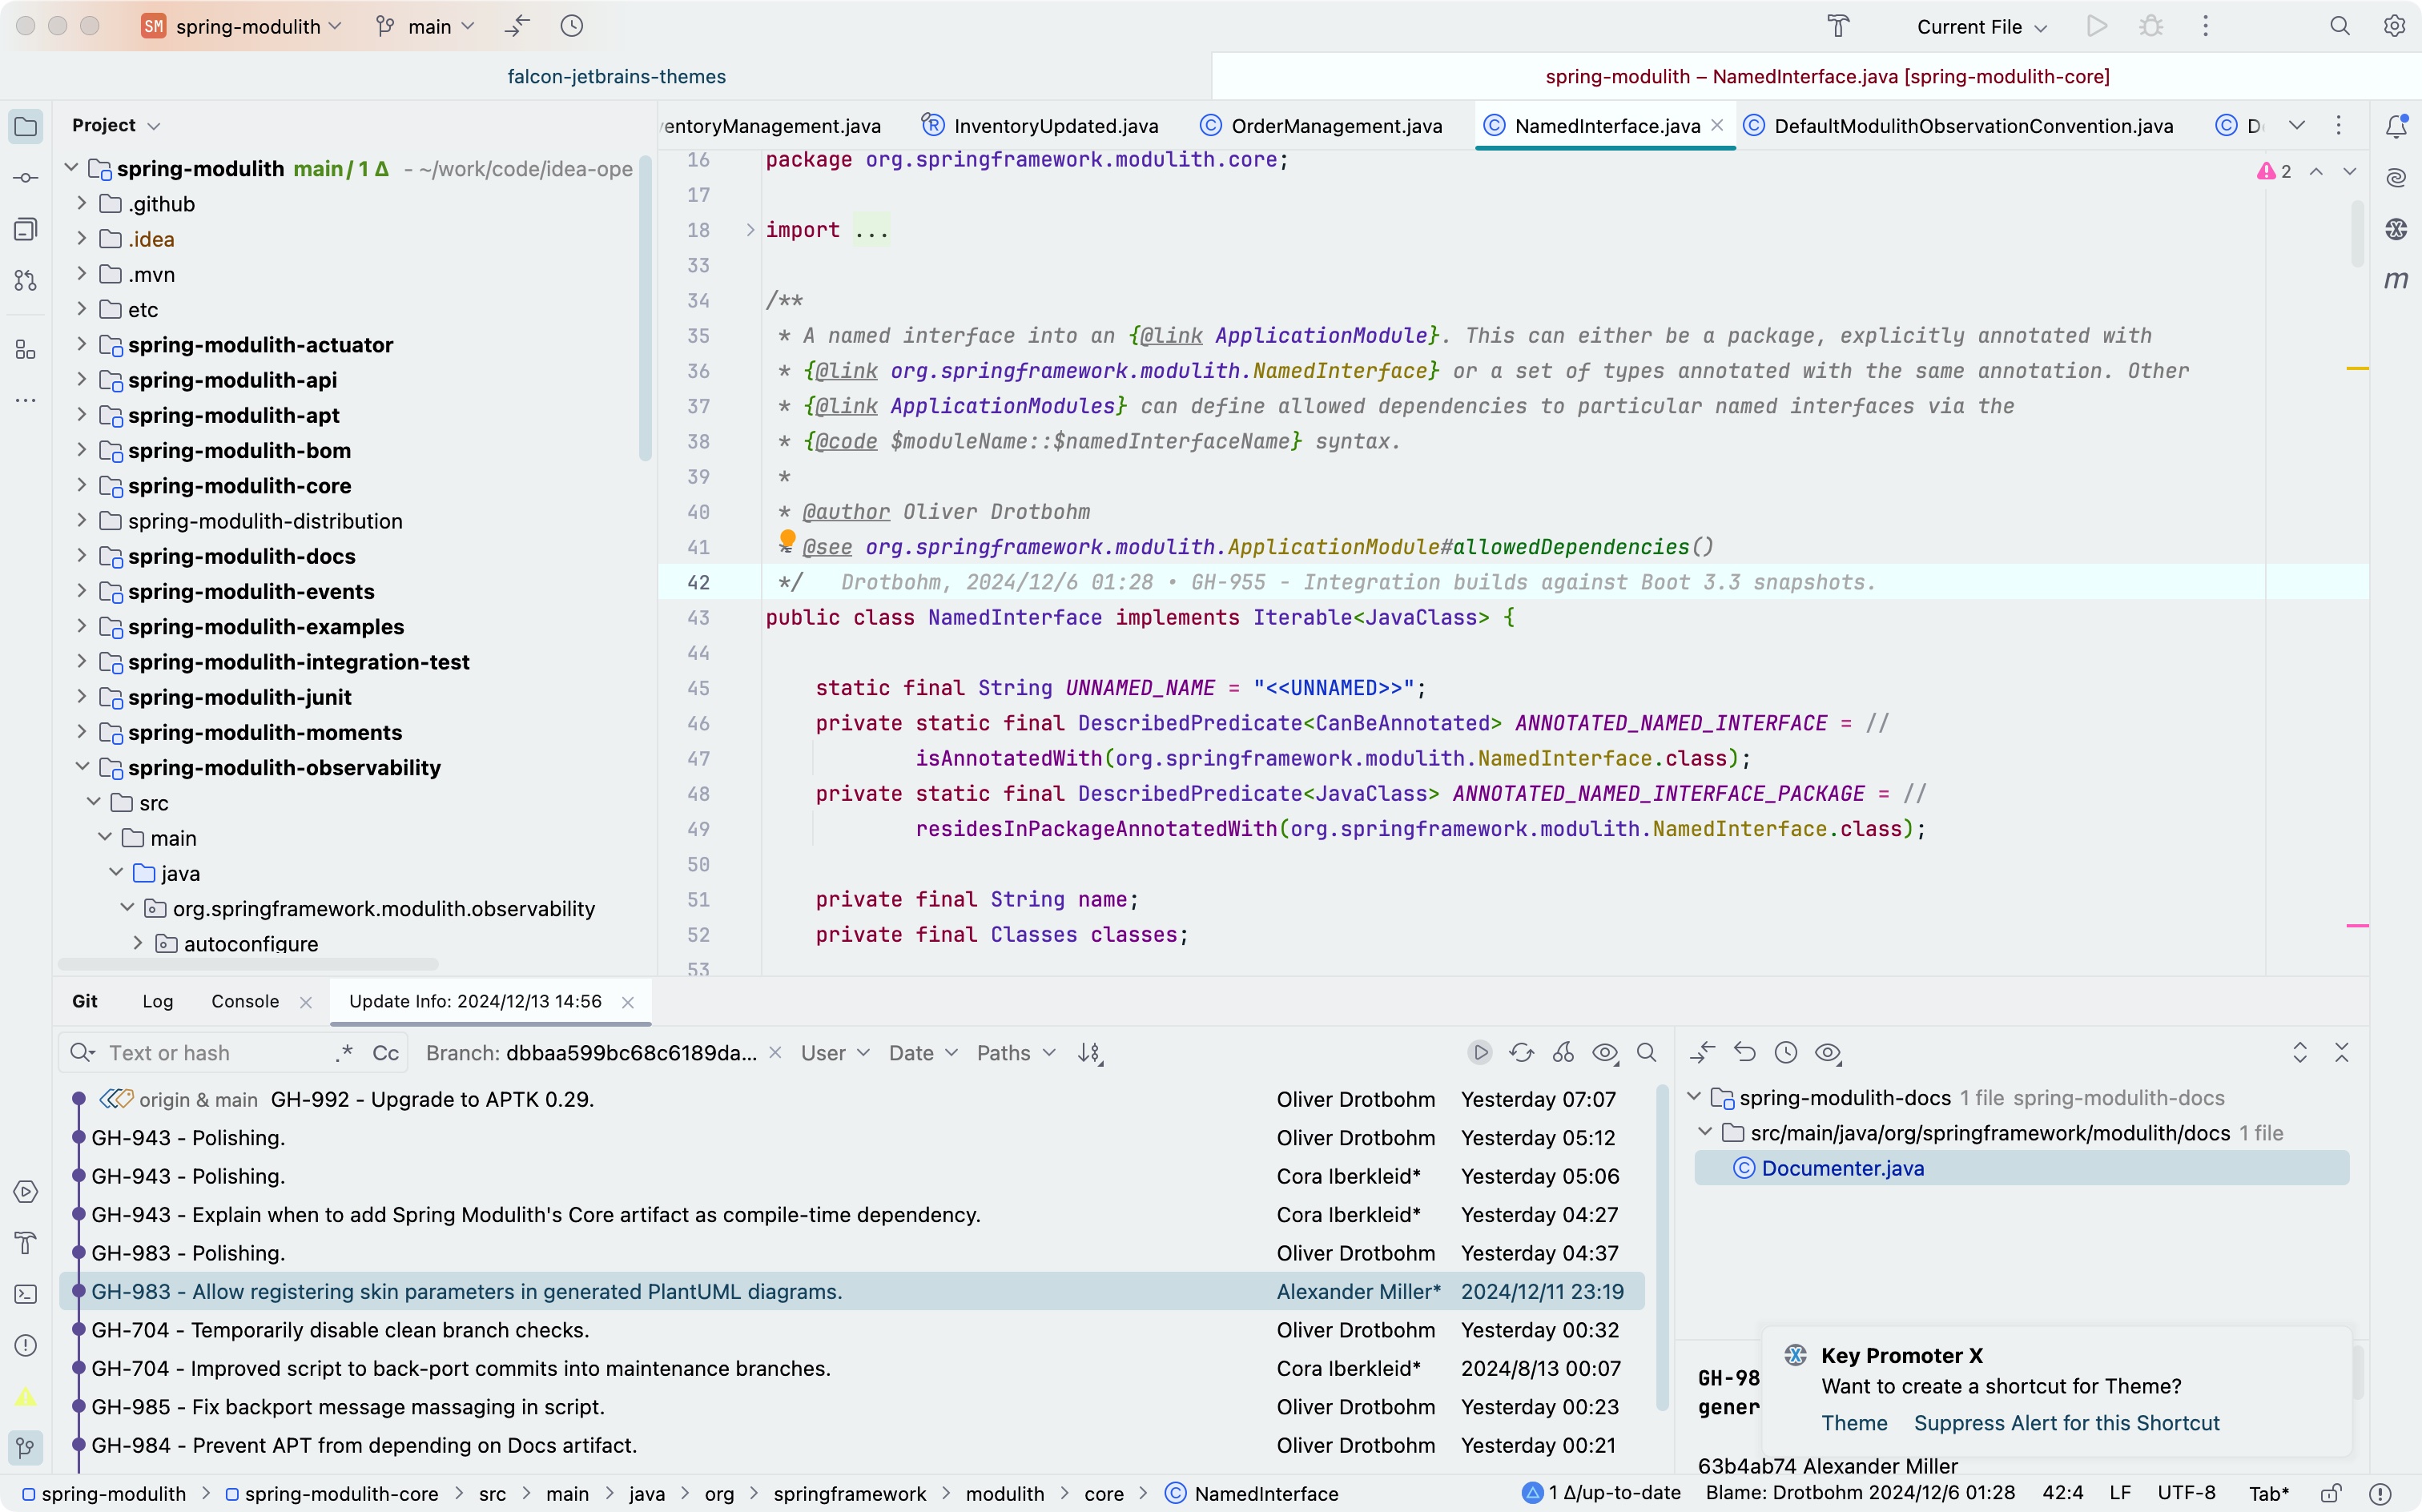 SM spring-modulith main Current File
falcon-jetbrains-themes
spring-modulith – NamedInterface.java [spring-modulith-core]
Project
spring-modulith main / 1 Δ - ~/work/code/idea-ope
.github
.idea
.mvn
etc
spring-modulith-actuator
spring-modulith-api
spring-modulith-apt
spring-modulith-bom
spring-modulith-core
spring-modulith-distribution
spring-modulith-docs
spring-modulith-events
spring-modulith-examples
spring-modulith-integration-test
spring-modulith-junit
spring-modulith-moments
spring-modulith-observability
src
main
java
org.springframework.modulith.observability
autoconfigure
entoryManagement.java InventoryUpdated.java OrderManagement.java NamedInterface.java DefaultModulithObservationConvention.java
2
16 package org.springframework.modulith.core;
17
18 import ...
33
34 /**
35 * A named interface into an {@link ApplicationModule}. This can either be a package, explicitly annotated with
36 * {@link org.springframework.modulith.NamedInterface} or a set of types annotated with the same annotation. Other
37 * {@link ApplicationModules} can define allowed dependencies to particular named interfaces via the
38 * {@code $moduleName::$namedInterfaceName} syntax.
39 *
40 * @author Oliver Drotbohm
41 * @see org.springframework.modulith.ApplicationModule#allowedDependencies()
42 */ Drotbohm, 2024/12/6 01:28 • GH-955 - Integration builds against Boot 3.3 snapshots.
43 public class NamedInterface implements Iterable<JavaClass> {
44
45 static final String UNNAMED_NAME = "<<UNNAMED>>";
46 private static final DescribedPredicate<CanBeAnnotated> ANNOTATED_NAMED_INTERFACE = //
47 isAnnotatedWith(org.springframework.modulith.NamedInterface.class);
48 private static final DescribedPredicate<JavaClass> ANNOTATED_NAMED_INTERFACE_PACKAGE = //
49 residesInPackageAnnotatedWith(org.springframework.modulith.NamedInterface.class);
50
51 private final String name;
52 private final Classes classes;
53
m
Git Log Console Update Info: 2024/12/13 14:56
Text or hash .* Cc Branch: dbbaa599bc68c6189da... User Date Paths
origin & main GH-992 - Upgrade to APTK 0.29. Oliver Drotbohm Yesterday 07:07
GH-943 - Polishing. Oliver Drotbohm Yesterday 05:12
GH-943 - Polishing. Cora Iberkleid* Yesterday 05:06
GH-943 - Explain when to add Spring Modulith's Core artifact as compile-time dependency. Cora Iberkleid* Yesterday 04:27
GH-983 - Polishing. Oliver Drotbohm Yesterday 04:37
GH-983 - Allow registering skin parameters in generated PlantUML diagrams. Alexander Miller* 2024/12/11 23:19
GH-704 - Temporarily disable clean branch checks. Oliver Drotbohm Yesterday 00:32
GH-704 - Improved script to back-port commits into maintenance branches. Cora Iberkleid* 2024/8/13 00:07
GH-985 - Fix backport message massaging in script. Oliver Drotbohm Yesterday 00:23
GH-984 - Prevent APT from depending on Docs artifact. Oliver Drotbohm Yesterday 00:21
spring-modulith-docs 1 file spring-modulith-docs
src/main/java/org/springframework/modulith/docs 1 file
Documenter.java
GH-98
gener
63b4ab74 Alexander Miller
Key Promoter X
Want to create a shortcut for Theme?
Theme Suppress Alert for this Shortcut
spring-modulith > spring-modulith-core > src > main > java > org > springframework > modulith > core > NamedInterface
1 Δ/up-to-date Blame: Drotbohm 2024/12/6 01:28 42:4 LF UTF-8 Tab*